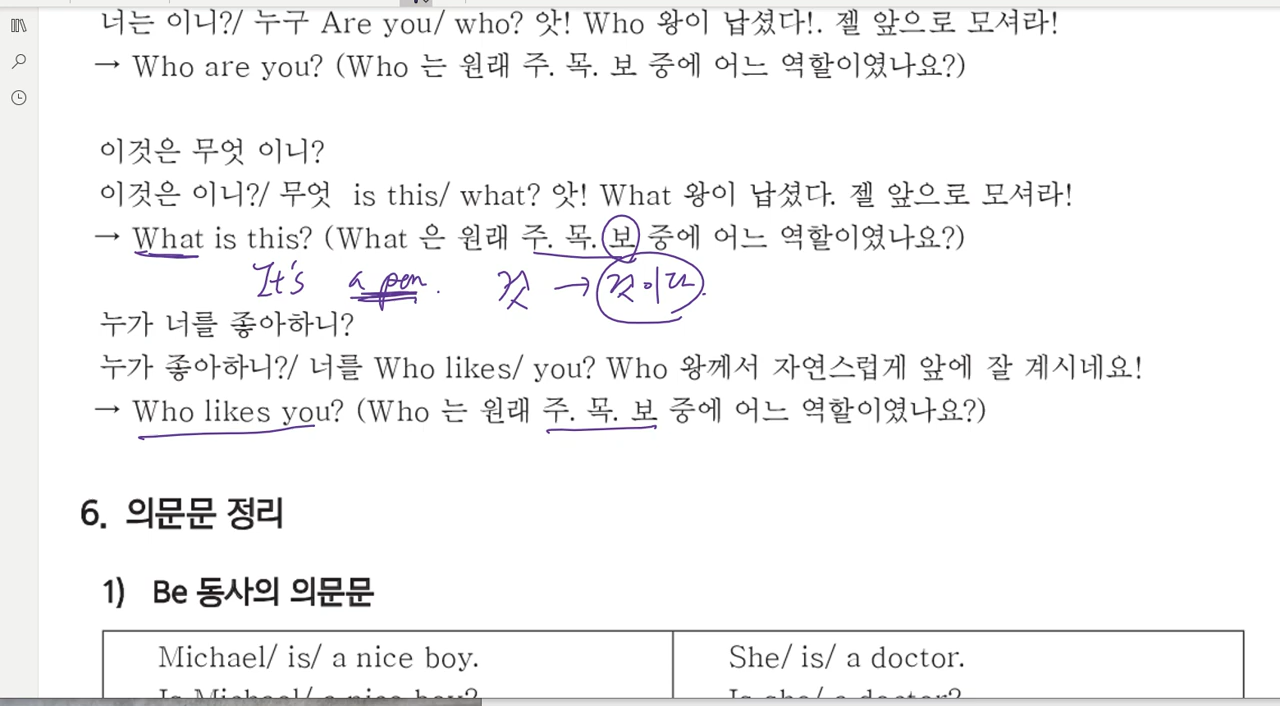 너는 이니?/ 누구 Are you/ who? 앗! Who 왕이 납셨다!. 젤 앞으로 모셔라!
→ Who are you? (Who 는 원래 주. 목. 보 중에 어느 역할이였나요?)
이것은 무엇 이니?
이것은 이니?/ 무엇 is this/ what? 앗! What 왕이 납셨다. 젤 앞으로 모셔라!
→ What is this? (What 은 원래 주. 목. 보 중에 어느 역할이였나요?)
It's a pen. 것 → 것이다.
누가 너를 좋아하니?
누가 좋아하니?/ 너를 Who likes/ you? Who 왕께서 자연스럽게 앞에 잘 계시네요!
→ Who likes you? (Who 는 원래 주. 목. 보 중에 어느 역할이였나요?)
6. 의문문 정리
1) Be 동사의 의문문
Michael/ is/ a nice boy. She/ is/ a doctor.
Is Michael/ a nice boy? Is she/ a doctor?